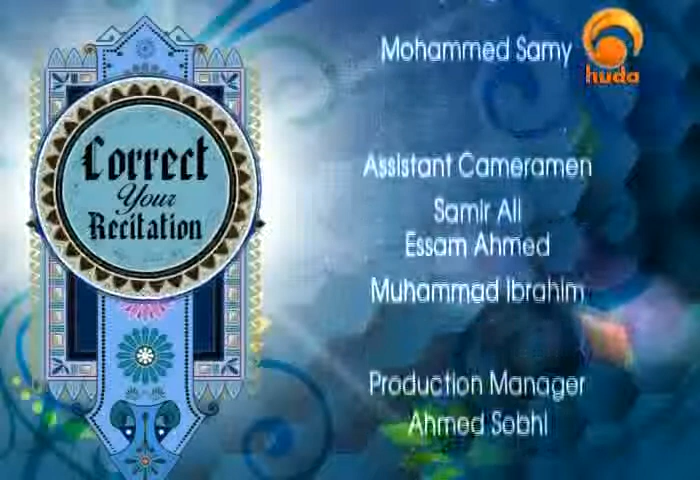 Correct
Your
Recitation
Mohammed Samy
huda
Assistant Cameramen
Samir Ali
Essam Ahmed
Muhammad Ibrahim
Production Manager
Ahmed Sobhi